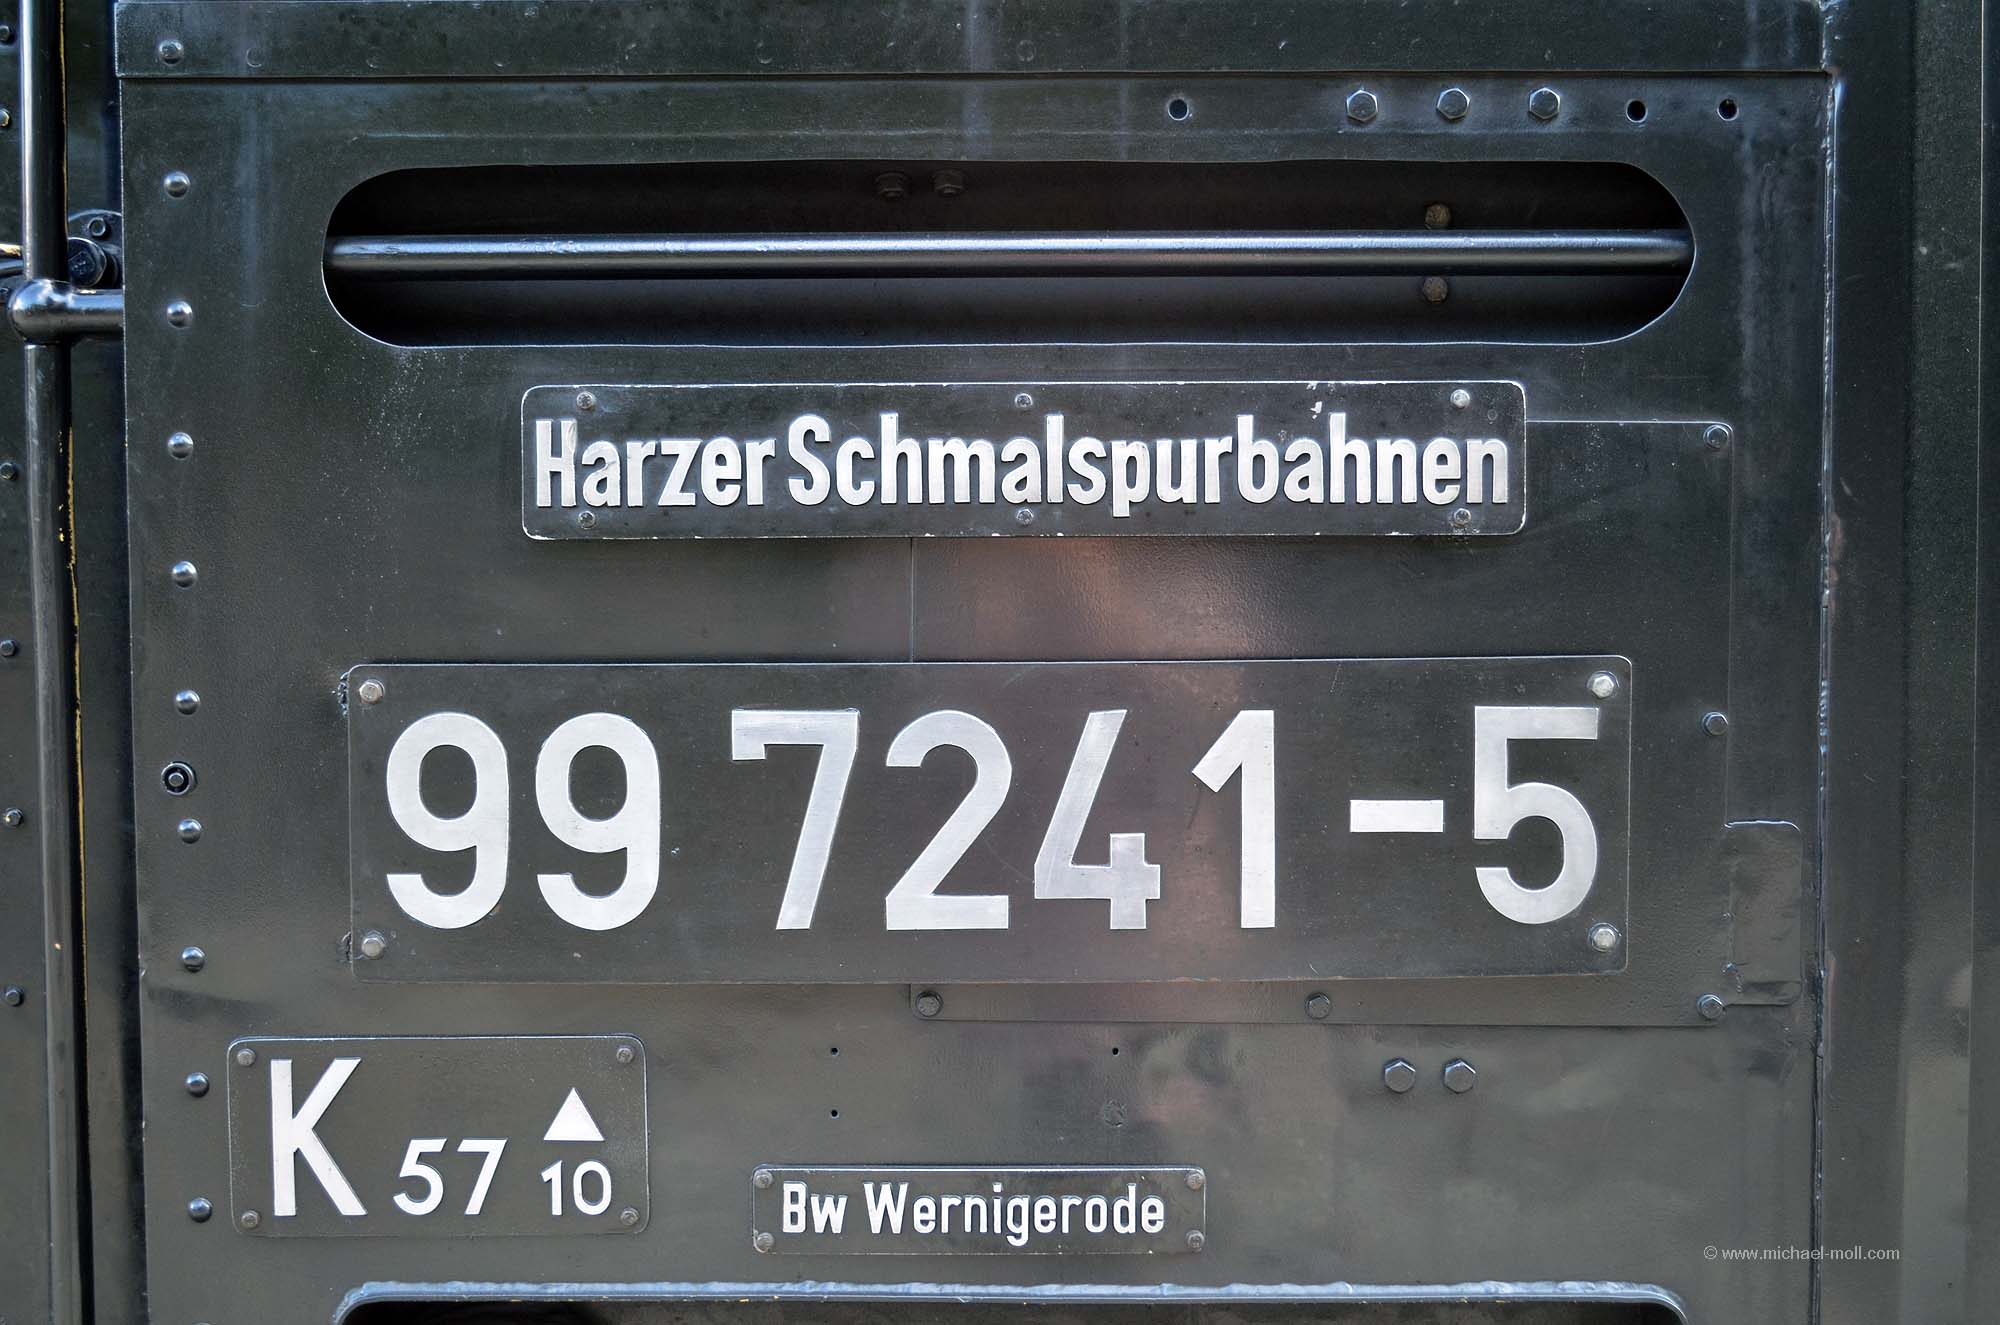 Harzer Schmalspurbahnen
99 7241-5
K 57 10
Bw Wernigerode
© www.michael-moll.com